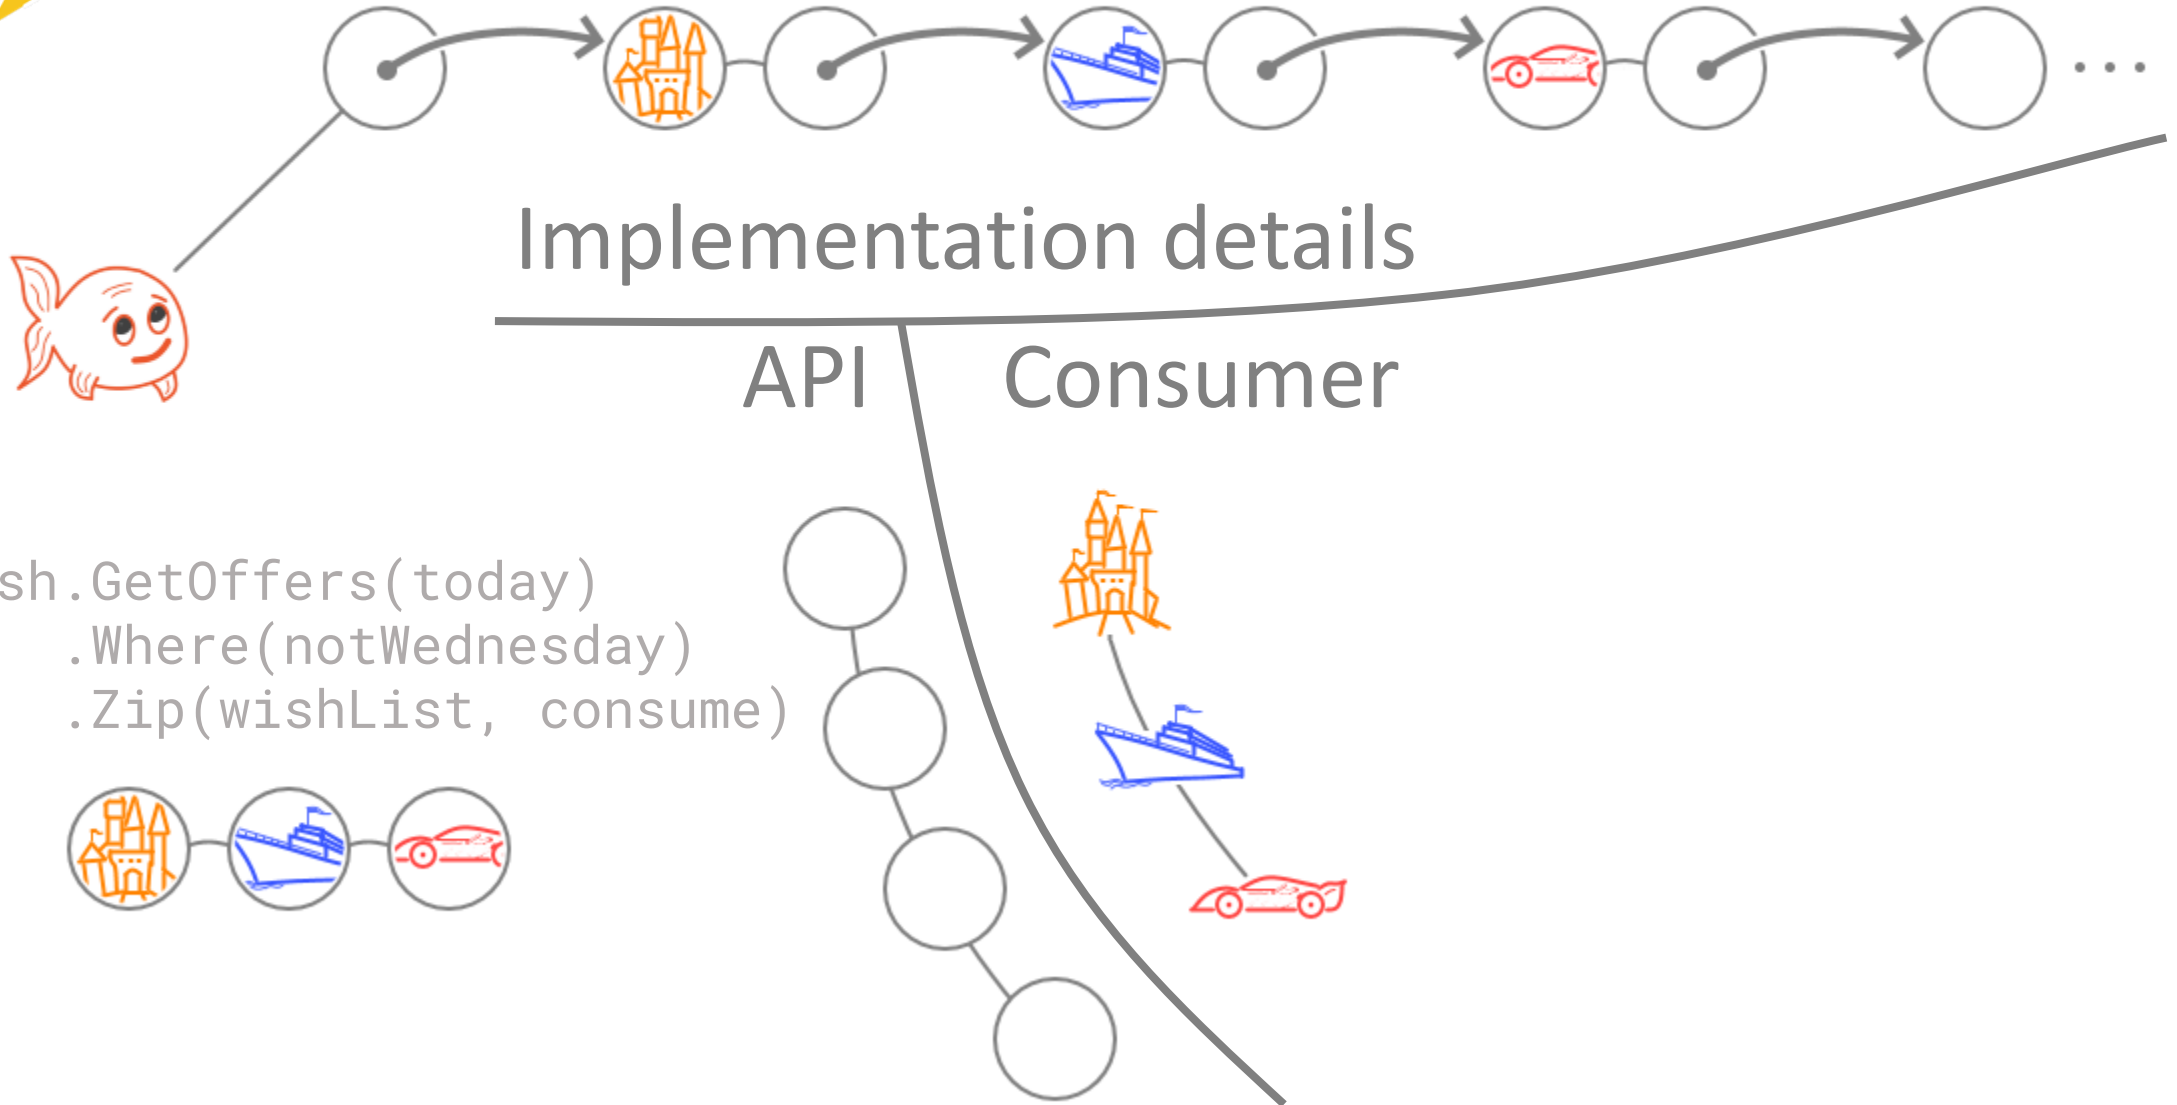 Implementation details
API
Consumer
sh.GetOffers(today)
.Where(notWednesday)
.Zip(wishList, consume)